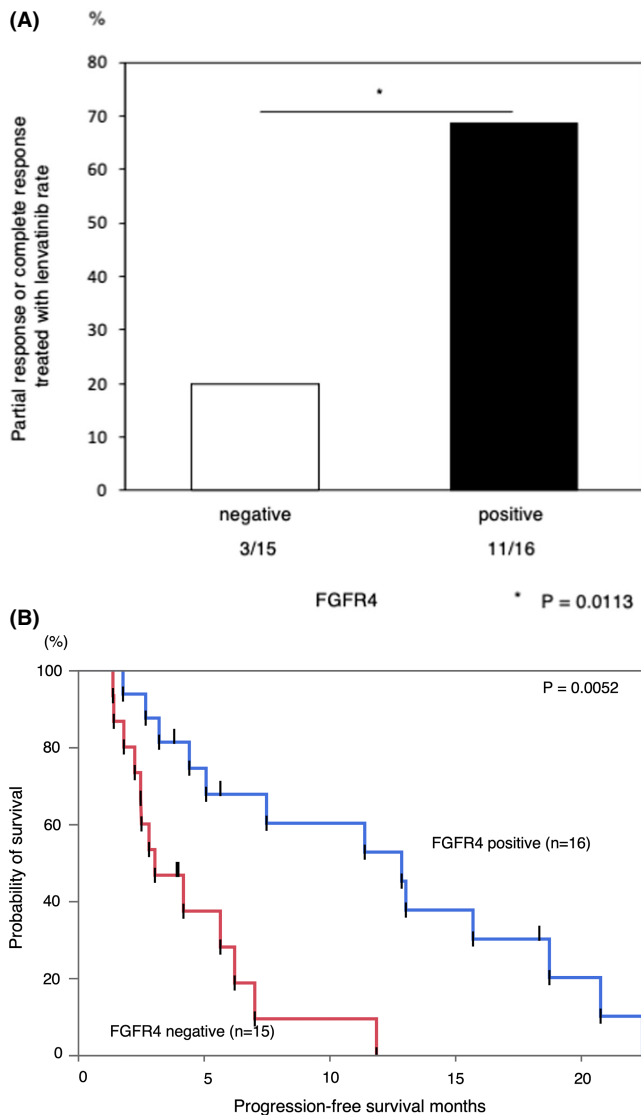 (A)
%
Partial response or complete response
treated with lenvatinib rate
80
70
60
50
40
30
20
10
0
*
negative
positive
3/15
11/16
FGFR4
* P = 0.0113
(B)
(%)
Probability of survival
100
80
60
40
20
0
P = 0.0052
FGFR4 positive (n=16)
FGFR4 negative (n=15)
0 5 10 15 20
Progression-free survival months